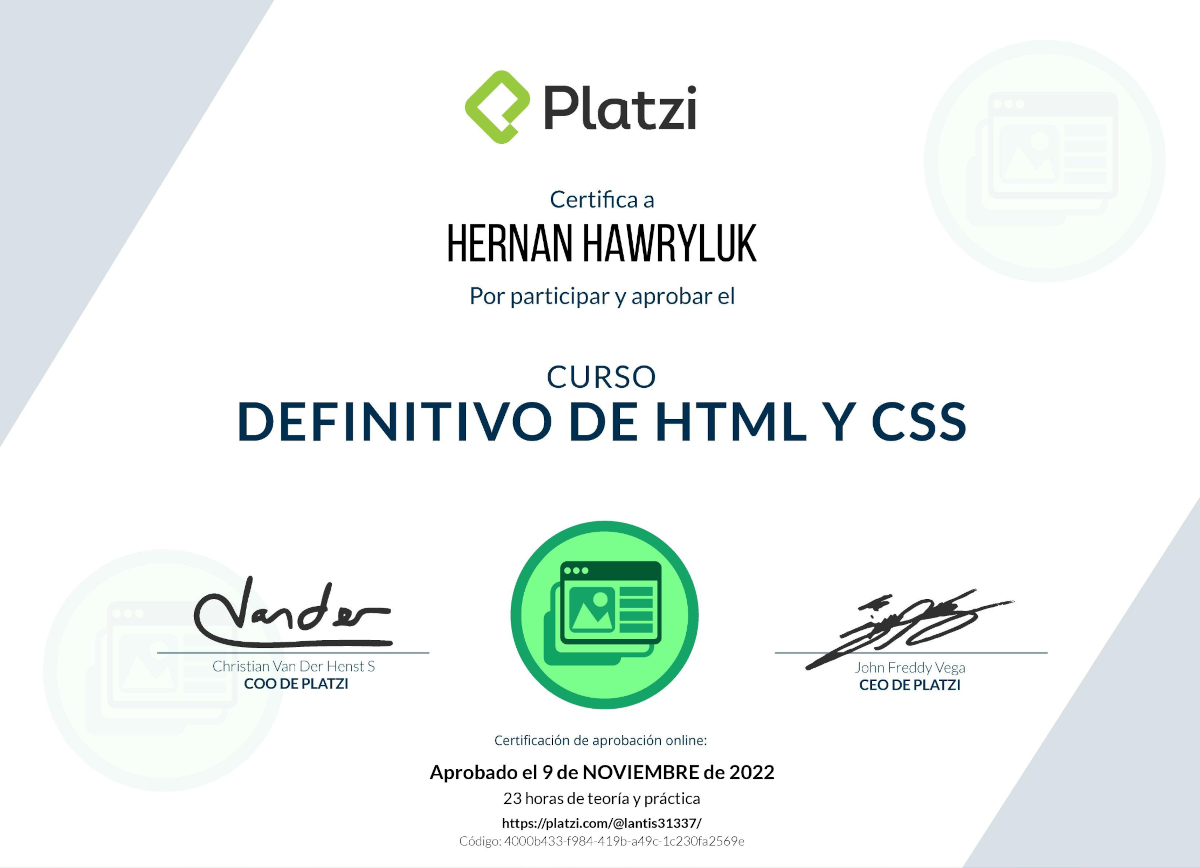 Platzi
Certifica a
HERNAN HAWRYLUK
Por participar y aprobar el
CURSO
DEFINITIVO DE HTML Y CSS
Vander
Christian Van Der Henst S
COO DE PLATZI
John Freddy Vega
CEO DE PLATZI
Certificación de aprobación online:
Aprobado el 9 de NOVIEMBRE de 2022
23 horas de teoría y práctica
https://platzi.com/@lantis31337/
Código: 4000b433-f984-419b-a49c-1c230fa2569e